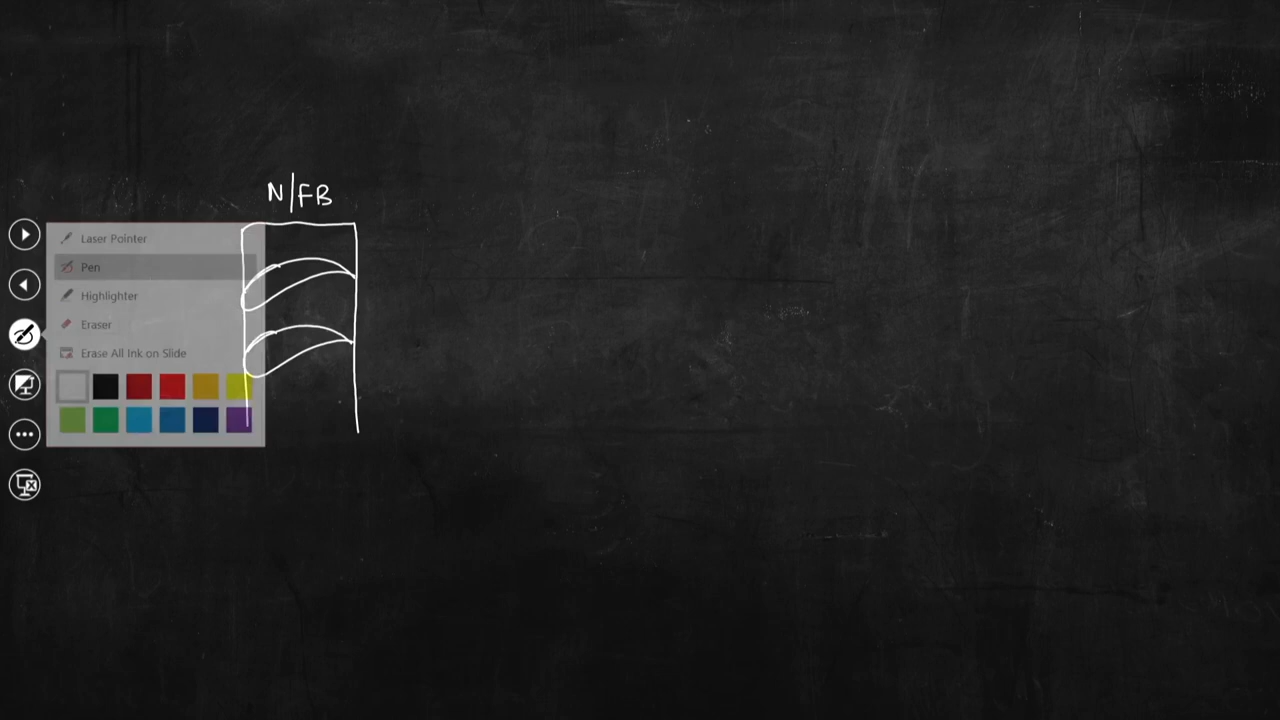 N/FB
Laser Pointer
Pen
Highlighter
Eraser
Erase All Ink on Slide